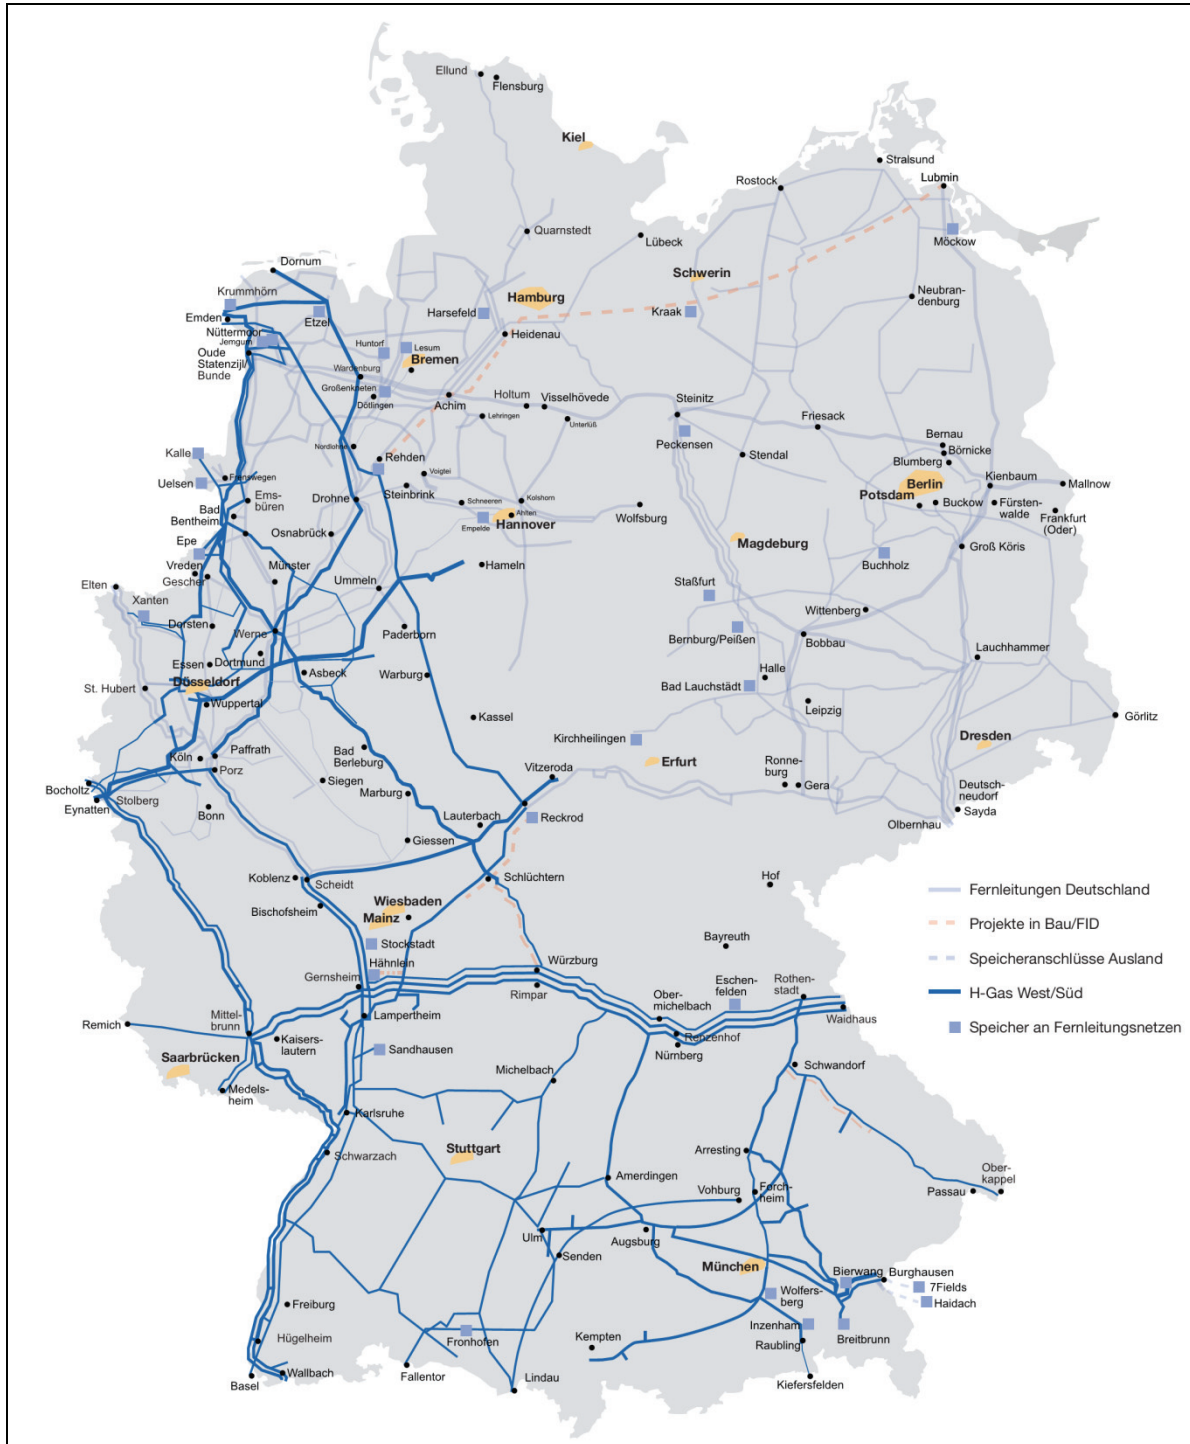 Ellund
Flensburg
Kiel
Stralsund
Rostock
Lubmin
Quarnstedt
Lübeck
Möckow
Dornum
Schwerin
Krummhörn
Hamburg
Neubran-
denburg
Emden
Etzel
Harsefeld
Kraak
Nüttermoor
Jemgum
Heidenau
Huntorf
Lesum
Oude
Statenzijl/
Bunde
Bremen
Wardenburg
Großenkneten
Dötlingen
Achim
Holtum
Visselhövede
Steinitz
Lehringen
Unterlüß
Friesack
Bernau
Börnicke
Blumberg
Nordlohne
Peckensen
Stendal
Kalle
Rehden
Frenswegen
Voigtei
Kienbaum
Mallnow
Uelsen
Berlin
Potsdam
Ems-
büren
Drohne
Steinbrink
Schneeren
Kolshorn
Buckow
Fürsten-
walde
Frankfurt
(Oder)
Bad
Bentheim
Ahlten
Wolfsburg
Empelde
Hannover
Osnabrück
Magdeburg
Epe
Groß Köris
Buchholz
Vreden
Gescher
Münster
Hameln
Elten
Ummeln
Staßfurt
Xanten
Wittenberg
Dorsten
Werne
Paderborn
Bernburg/Peißen
Bobbau
Essen
Dortmund
Lauchhammer
Asbeck
Warburg
Halle
Düsseldorf
St. Hubert
Bad Lauchstädt
Wuppertal
Leipzig
Kassel
Görlitz
Kirchheilingen
Dresden
Köln
Paffrath
Bad
Berleburg
Erfurt
Ronne-
burg
Porz
Vitzeroda
Gera
Bocholtz
Siegen
Deutsch-
neudorf
Eynatten
Stolberg
Marburg
Sayda
Bonn
Lauterbach
Reckrod
Olbernhau
Giessen
Koblenz
Scheidt
Schlüchtern
Hof
Wiesbaden
Bischofsheim
Mainz
Fernleitungen Deutschland
Projekte in Bau/FID
Speicheranschlüsse Ausland
H-Gas West/Süd
Speicher an Fernleitungsnetzen
Stockstadt
Bayreuth
Hähnlein
Würzburg
Gernsheim
Eschen-
felden
Rothen-
stadt
Rimpar
Ober-
michelbach
Remich
Mittel-
brunn
Lampertheim
Waidhaus
Renzenhof
Kaisers-
lautern
Nürnberg
Saarbrücken
Sandhausen
Michelbach
Schwandorf
Medels-
heim
Karlsruhe
Schwarzach
Stuttgart
Arresting
Amerdingen
Vohburg
Forch-
heim
Ober-
kappel
Passau
Ulm
Augsburg
Senden
München
Bierwang
Burghausen
7Fields
Haidach
Wolfers-
berg
Freiburg
Inzenham
Hügelheim
Fronhofen
Kempten
Raubling
Breitbrunn
Basel
Wallbach
Fallentor
Lindau
Kiefersfelden